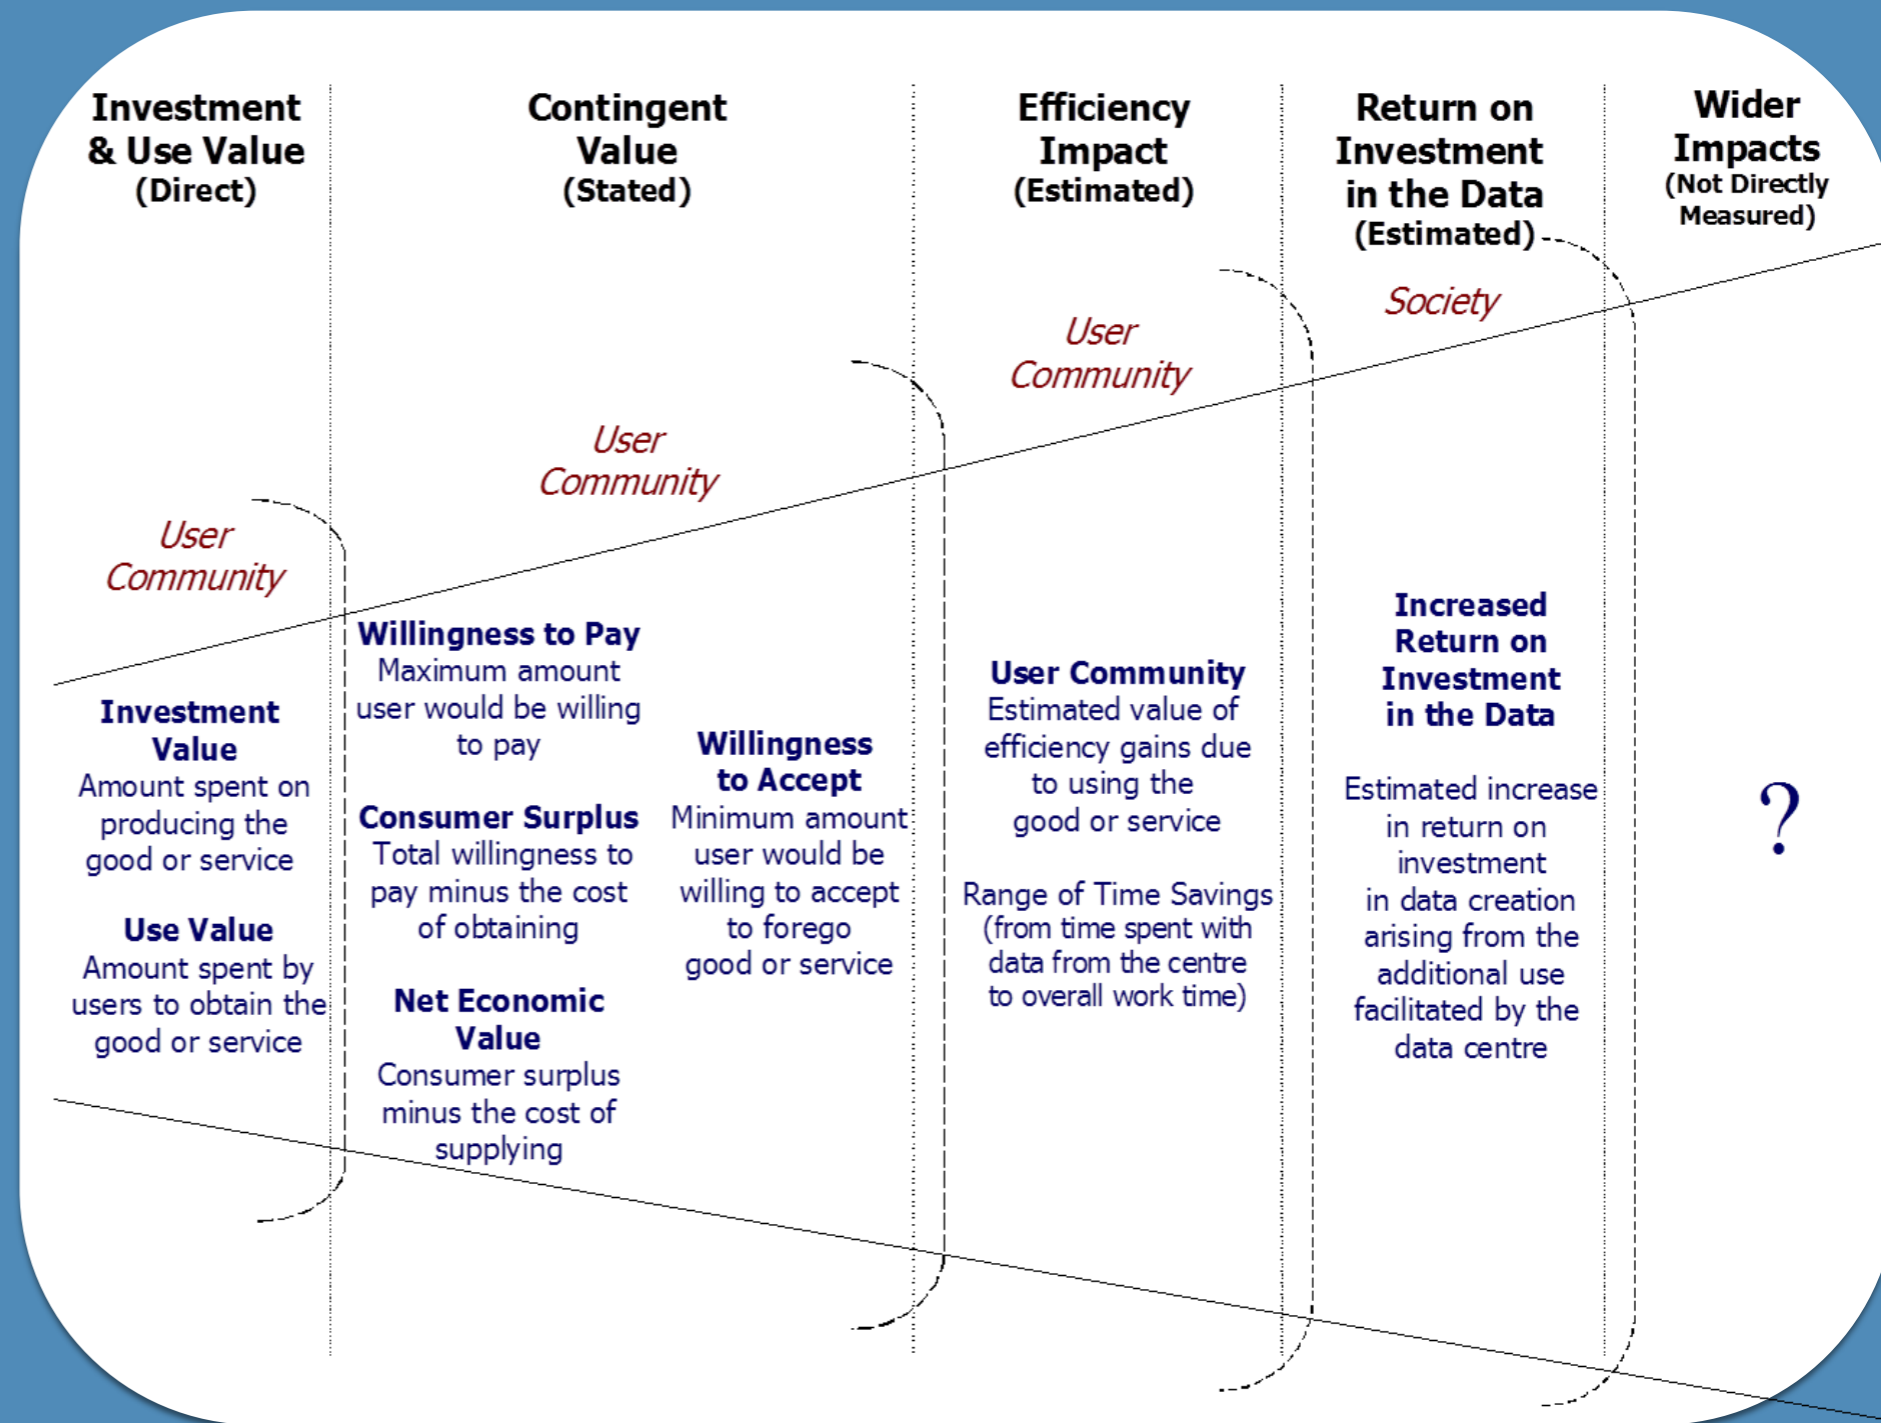 Investment
& Use Value
(Direct)
Contingent
Value
(Stated)
Efficiency
Impact
(Estimated)
Return on
Investment
in the Data
(Estimated)
Wider
Impacts
(Not Directly
Measured)
User
Community
User
Community
User
Community
Society
Investment
Value
Amount spent on
producing the
good or service
Use Value
Amount spent by
users to obtain the
good or service
Willingness to Pay
Maximum amount
user would be willing
to pay
Consumer Surplus
Total willingness to
pay minus the cost
of obtaining
Net Economic
Value
Consumer surplus
minus the cost of
supplying
Willingness
to Accept
Minimum amount
user would be
willing to accept
to forego
good or service
User Community
Estimated value of
efficiency gains due
to using the
good or service
Range of Time Savings
(from time spent with
data from the centre
to overall work time)
Increased
Return on
Investment
in the Data
Estimated increase
in return on
investment
in data creation
arising from the
additional use
facilitated by the
data centre
?